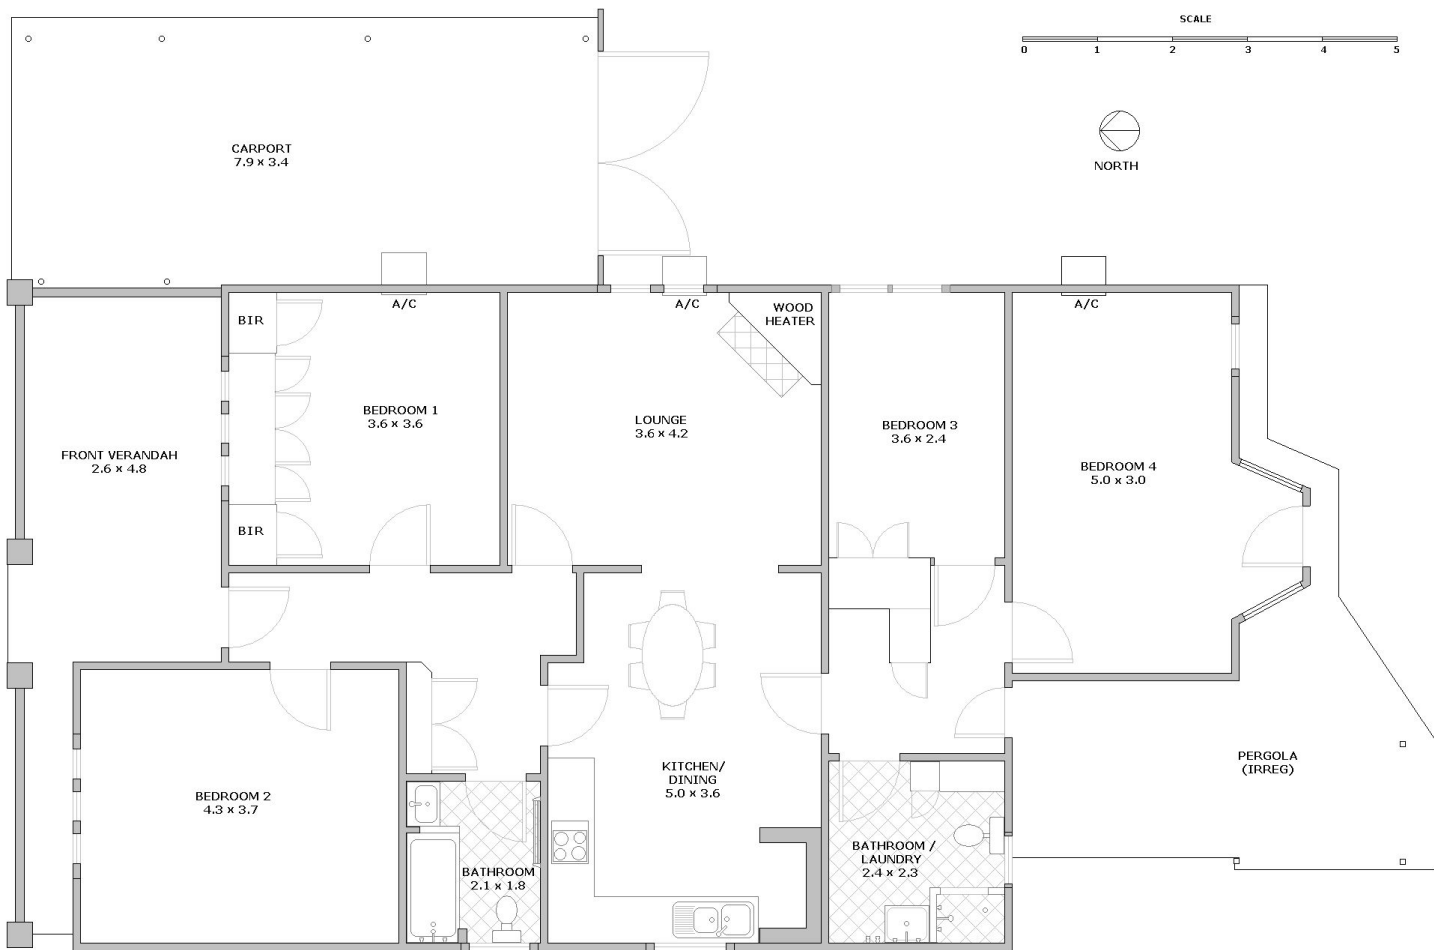 SCALE
0 1 2 3 4 5
NORTH
CARPORT
7.9 x 3.4
A/C
A/C
A/C
BIR
WOOD
HEATER
BEDROOM 1
3.6 x 3.6
LOUNGE
3.6 x 4.2
BEDROOM 3
3.6 x 2.4
FRONT VERANDAH
2.6 x 4.8
BEDROOM 4
5.0 x 3.0
BIR
BEDROOM 2
4.3 x 3.7
KITCHEN/
DINING
5.0 x 3.6
PERGOLA
(IRREG)
BATHROOM
2.1 x 1.8
BATHROOM /
LAUNDRY
2.4 x 2.3